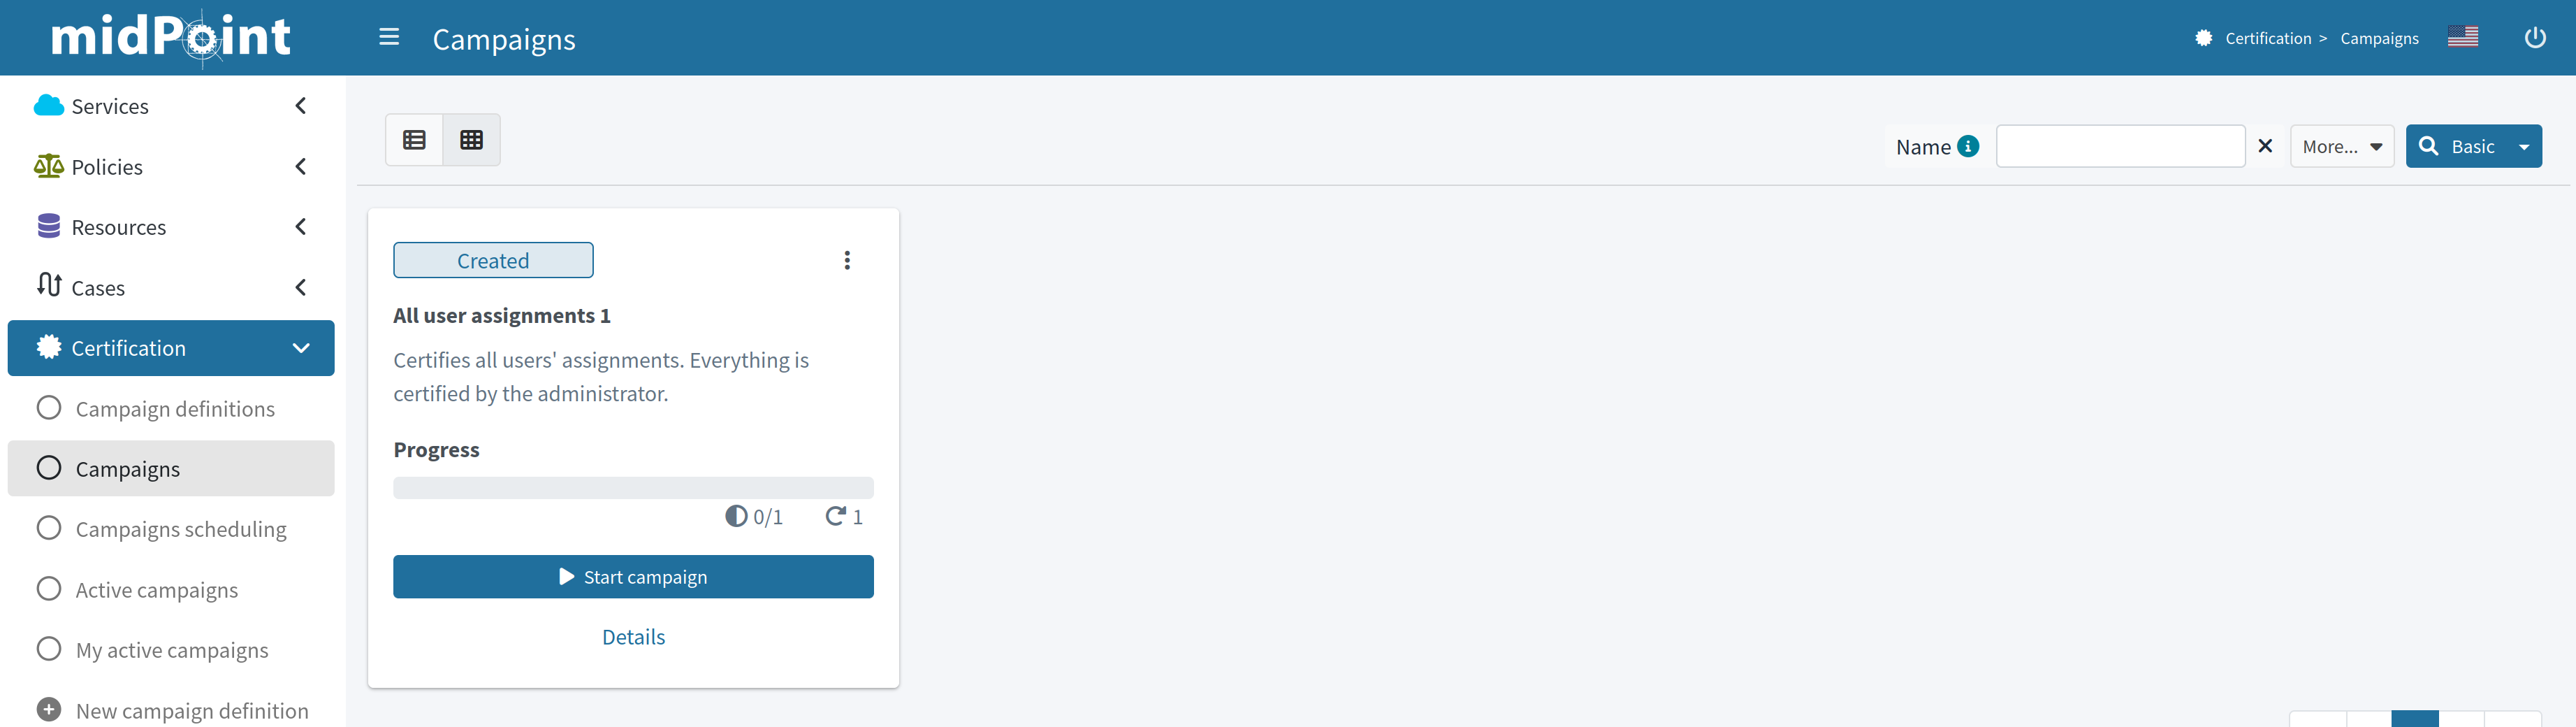 midPoint
Campaigns
Certification > Campaigns
Services
Policies
Resources
Cases
Certification
Campaign definitions
Campaigns
Campaigns scheduling
Active campaigns
My active campaigns
New campaign definition
Name
More...
Basic
Created
All user assignments 1
Certifies all users' assignments. Everything is
certified by the administrator.
Progress
0/1 1
Start campaign
Details